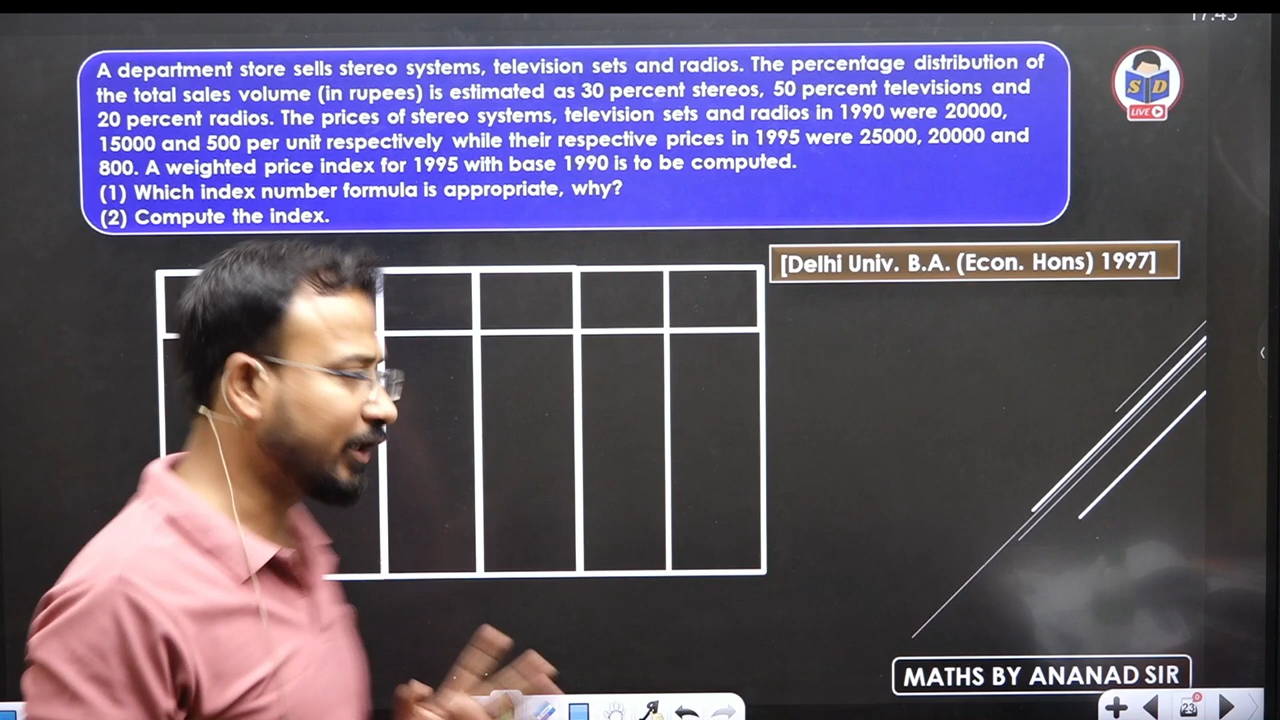 A department store sells stereo systems, television sets and radios. The percentage distribution of
the total sales volume (in rupees) is estimated as 30 percent stereos, 50 percent televisions and
20 percent radios. The prices of stereo systems, television sets and radios in 1990 were 20000,
15000 and 500 per unit respectively while their respective prices in 1995 were 25000, 20000 and
800. A weighted price index for 1995 with base 1990 is to be computed.
(1) Which index number formula is appropriate, why?
(2) Compute the index.
S D
LIVE
[Delhi Univ. B.A. (Econ. Hons) 1997]
MATHS BY ANANAD SIR
23